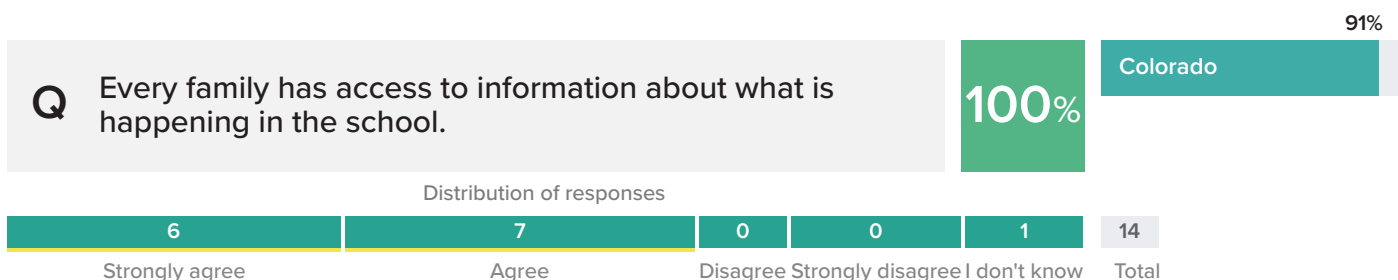 91%
Q
Every family has access to information about what is
happening in the school.
100%
Colorado
Distribution of responses
6 7 0 0 1 14
Strongly agree Agree Disagree Strongly disagree I don't know Total